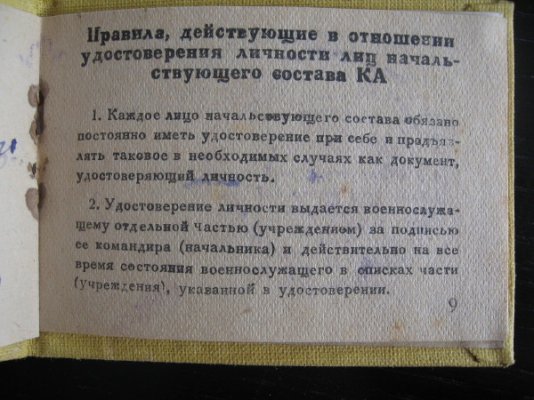 Правила, действующие в отношении
удостоверения личности лиц началь-
ствующего состава КА
1. Каждое лицо начальствующего состава обязано
постоянно иметь удостоверение при себе и предъяв-
лять таковое в необходимых случаях как документ,
удостоверяющий личность.
2. Удостоверение личности выдается военнослужа-
щему отдельной частью (учреждением) за подписью
ее командира (начальника) и действительно на все
время состояния военнослужащего в списках части
(учреждения), указанной в удостоверении.
9